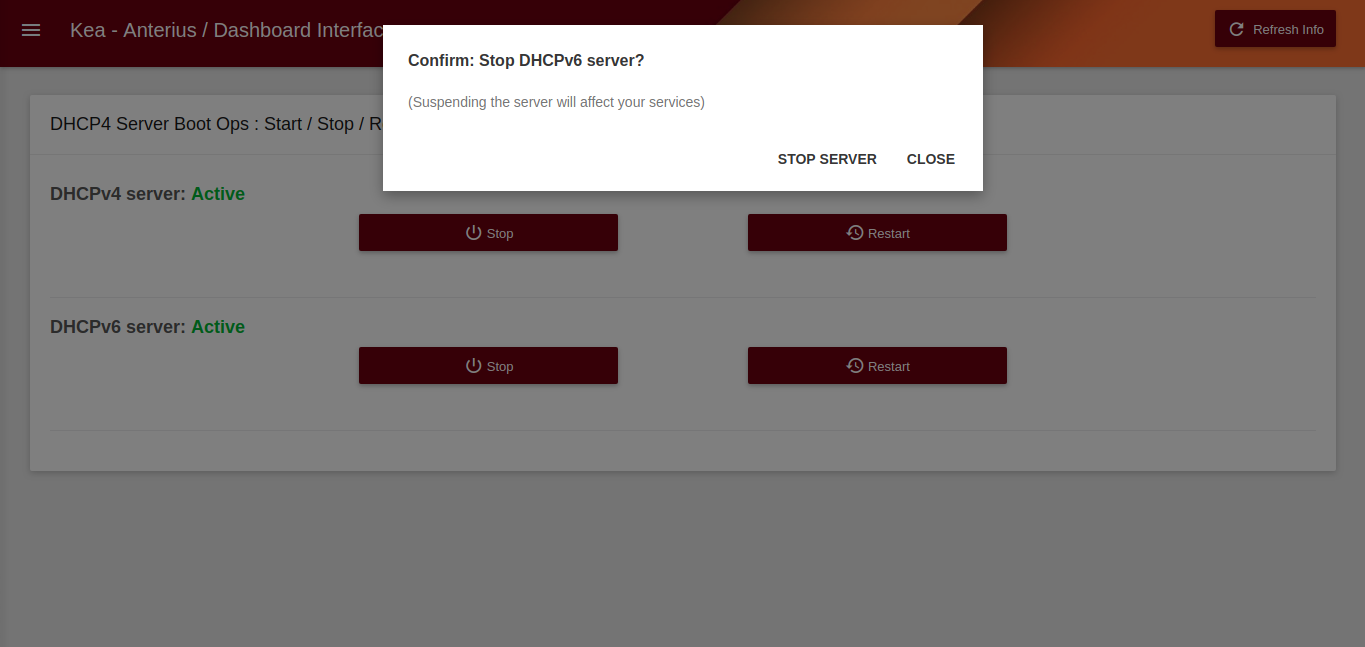 Kea - Anterius / Dashboard Interfac
Refresh Info
Confirm: Stop DHCPv6 server?
(Suspending the server will affect your services)
STOP SERVER CLOSE
DHCP4 Server Boot Ops : Start / Stop / R
DHCPv4 server: Active
Stop Restart
DHCPv6 server: Active
Stop Restart